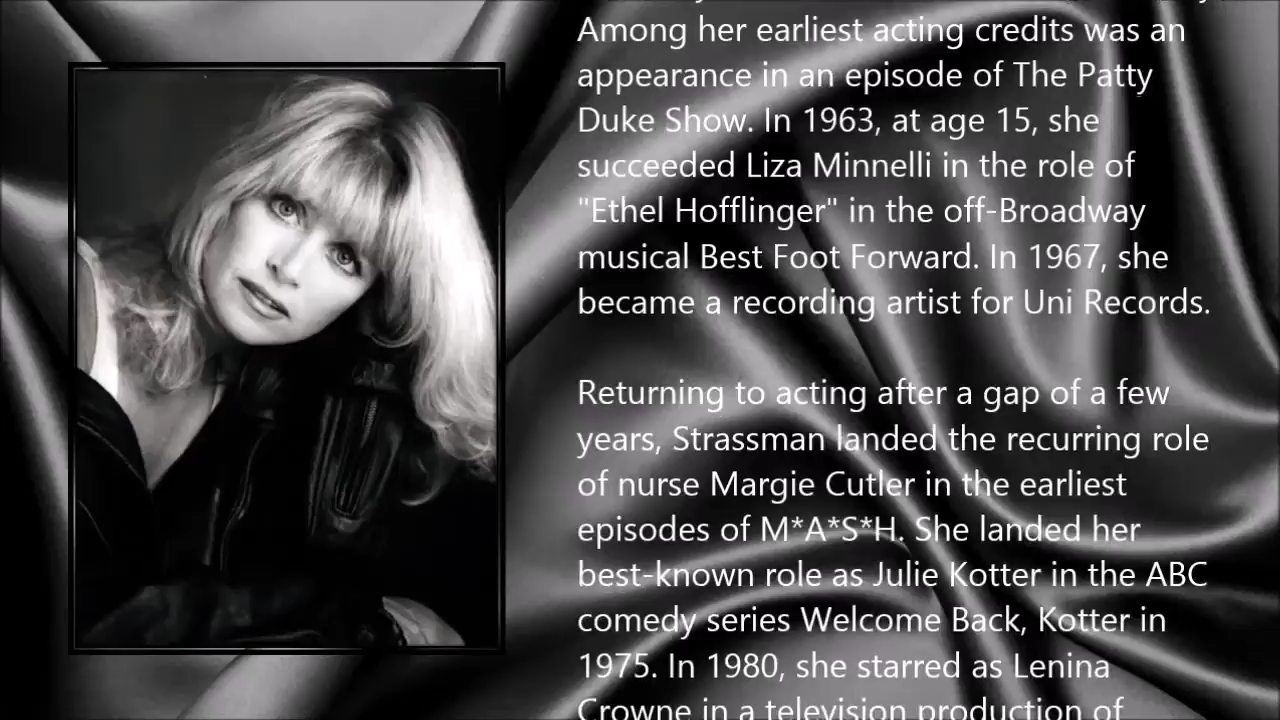 Among her earliest acting credits was an
appearance in an episode of The Patty
Duke Show. In 1963, at age 15, she
succeeded Liza Minnelli in the role of
"Ethel Hofflinger" in the off-Broadway
musical Best Foot Forward. In 1967, she
became a recording artist for Uni Records.
Returning to acting after a gap of a few
years, Strassman landed the recurring role
of nurse Margie Cutler in the earliest
episodes of M*A*S*H. She landed her
best-known role as Julie Kotter in the ABC
comedy series Welcome Back, Kotter in
1975. In 1980, she starred as Lenina
Crowne in a television production of